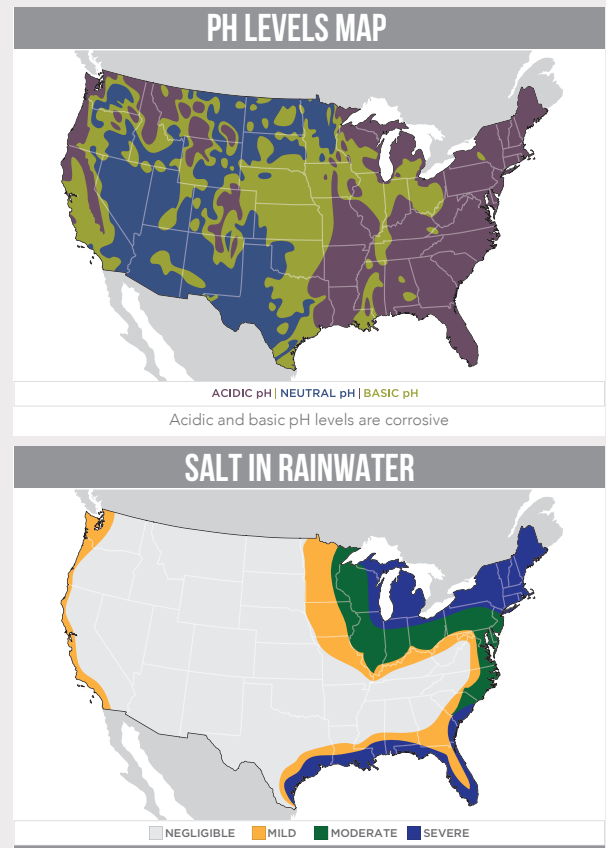 PH LEVELS MAP
ACIDIC pH | NEUTRAL pH | BASIC pH
Acidic and basic pH levels are corrosive
SALT IN RAINWATER
NEGLIGIBLE MILD MODERATE SEVERE